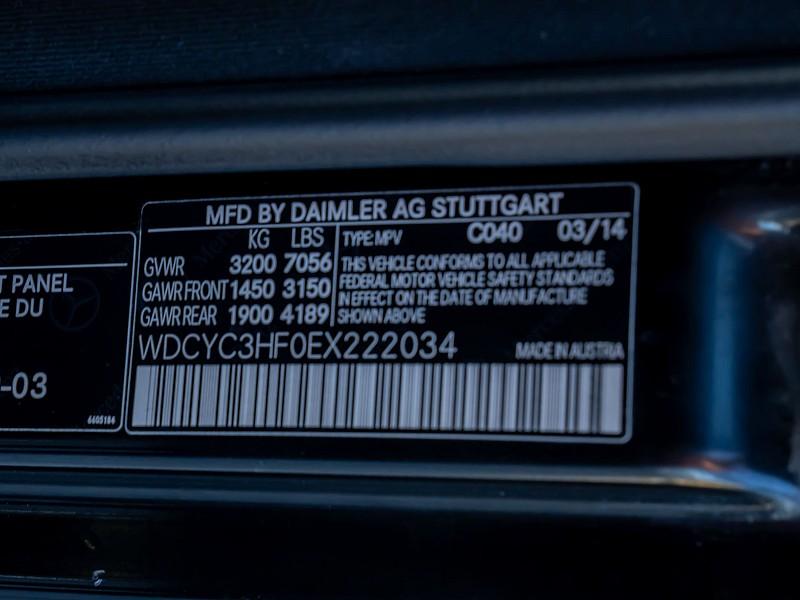 MFD BY DAIMLER AG STUTTGART
KG LBS
GVWR 3200 7056
GAWR FRONT 1450 3150
GAWR REAR 1900 4189
TYPE: MPV C040 03/14
THIS VEHICLE CONFORMS TO ALL APPLICABLE
FEDERAL MOTOR VEHICLE SAFETY STANDARDS
IN EFFECT ON THE DATE OF MANUFACTURE
SHOWN ABOVE
WDCYC3HF0EX222034 MADE IN AUSTRIA
T PANEL
E DU
-03
6605184